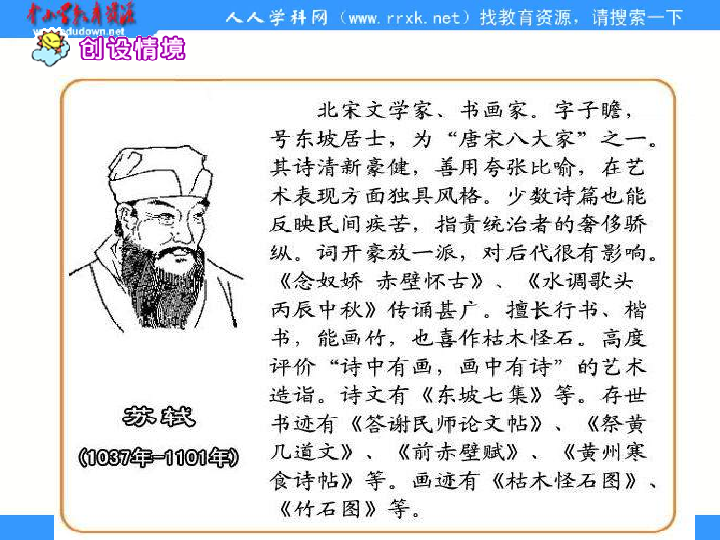 中小学教育资源
人人学科网（www.rrxk.net）找教育资源，请搜索一下
创设情境
北宋文学家、书画家。字子瞻，
号东坡居士，为“唐宋八大家”之一。
其诗清新豪健，善用夸张比喻，在艺
术表现方面独具风格。少数诗篇也能
反映民间疾苦，指责统治者的奢侈骄
纵。词开豪放一派，对后代很有影响。
《念奴娇 赤壁怀古》、《水调歌头
丙辰中秋》传诵甚广。擅长行书、楷
书，能画竹，也喜作枯木怪石。高度
评价“诗中有画，画中有诗”的艺术
造诣。诗文有《东坡七集》等。存世
书迹有《答谢民师论文帖》、《祭黄
几道文》、《前赤壁赋》、《黄州寒
食诗帖》等。画迹有《枯木怪石图》、
《竹石图》等。
苏轼
(1037年-1101年)